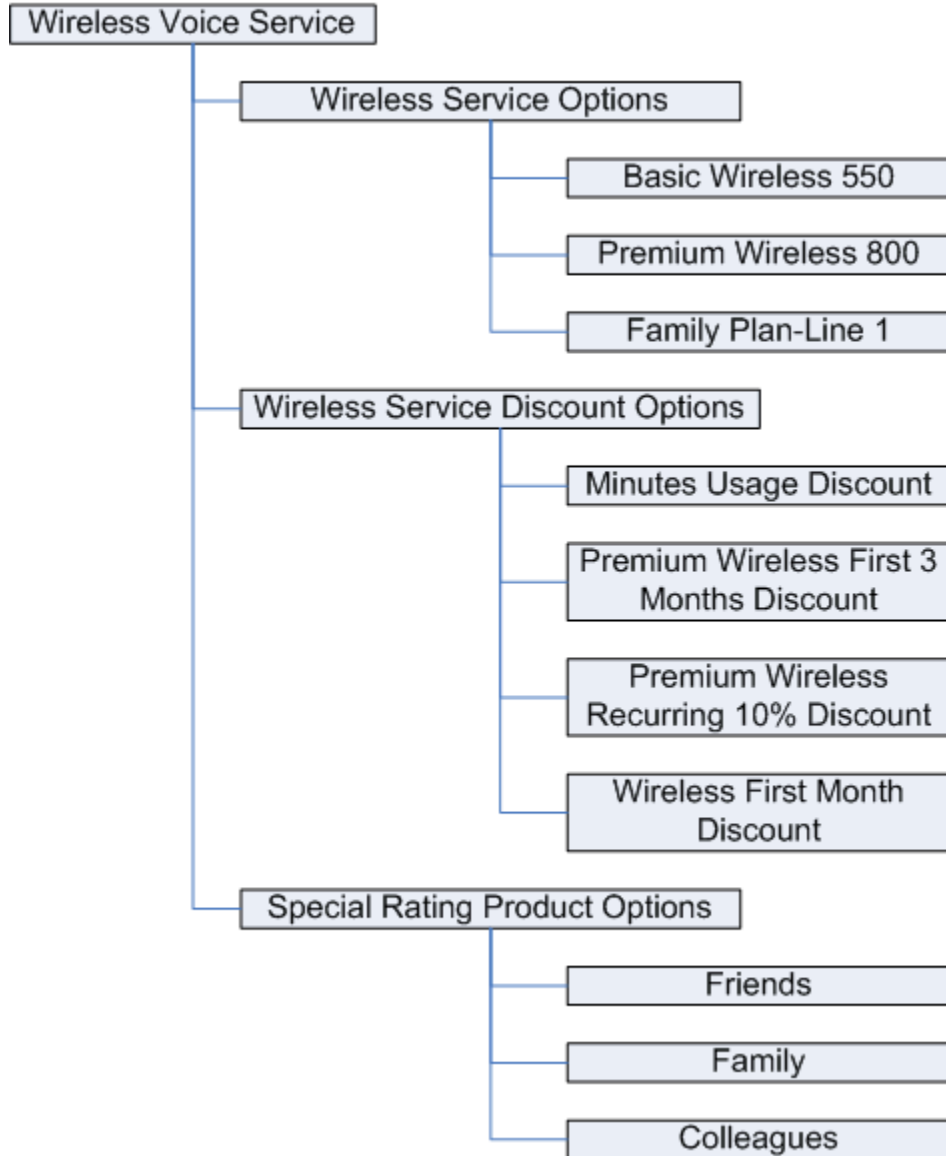 Wireless Voice Service
Wireless Service Options
Basic Wireless 550
Premium Wireless 800
Family Plan-Line 1
Wireless Service Discount Options
Minutes Usage Discount
Premium Wireless First 3
Months Discount
Premium Wireless
Recurring 10% Discount
Wireless First Month
Discount
Special Rating Product Options
Friends
Family
Colleagues